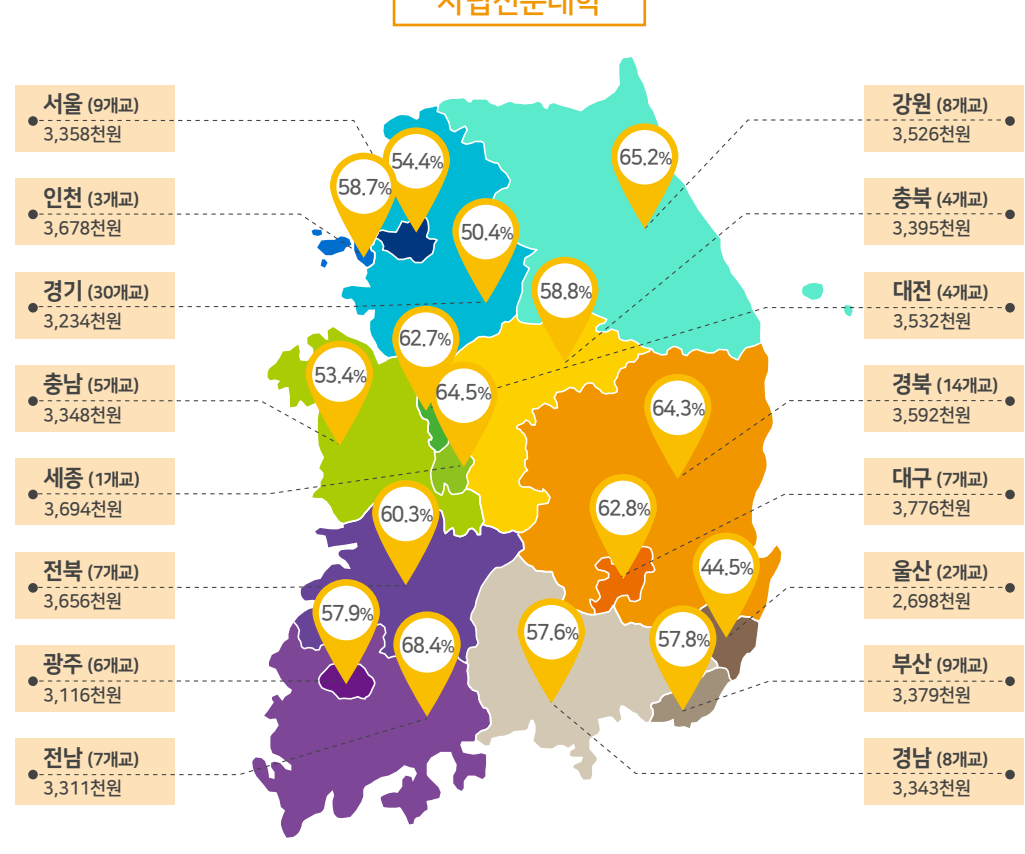 사립전문대학
서울 (9개교)
3,358천원
인천 (3개교)
3,678천원
경기 (30개교)
3,234천원
충남 (5개교)
3,348천원
세종 (1개교)
3,694천원
전북 (7개교)
3,656천원
광주 (6개교)
3,116천원
전남 (7개교)
3,311천원
54.4%
58.7%
50.4%
65.2%
58.8%
62.7%
53.4%
64.5%
64.3%
62.8%
60.3%
44.5%
57.9%
68.4%
57.6%
57.8%
강원 (8개교)
3,526천원
충북 (4개교)
3,395천원
대전 (4개교)
3,532천원
경북 (14개교)
3,592천원
대구 (7개교)
3,776천원
울산 (2개교)
2,698천원
부산 (9개교)
3,379천원
경남 (8개교)
3,343천원